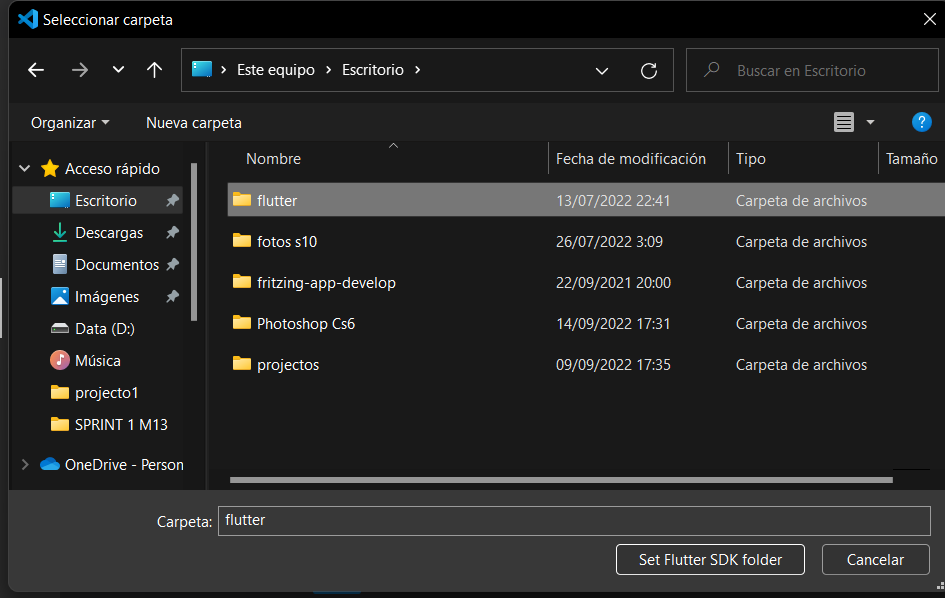 Seleccionar carpeta
Este equipo > Escritorio >
Buscar en Escritorio
Organizar
Nueva carpeta
?
Nombre
Fecha de modificación
Tipo
Tamaño
Acceso rápido
Escritorio
Descargas
Documentos
Imágenes
Data (D:)
Música
projecto1
SPRINT 1 M13
OneDrive - Person
flutter 13/07/2022 22:41 Carpeta de archivos
fotos s10 26/07/2022 3:09 Carpeta de archivos
fritzing-app-develop 22/09/2021 20:00 Carpeta de archivos
Photoshop Cs6 14/09/2022 17:31 Carpeta de archivos
projectos 09/09/2022 17:35 Carpeta de archivos
Carpeta: flutter
Set Flutter SDK folder
Cancelar